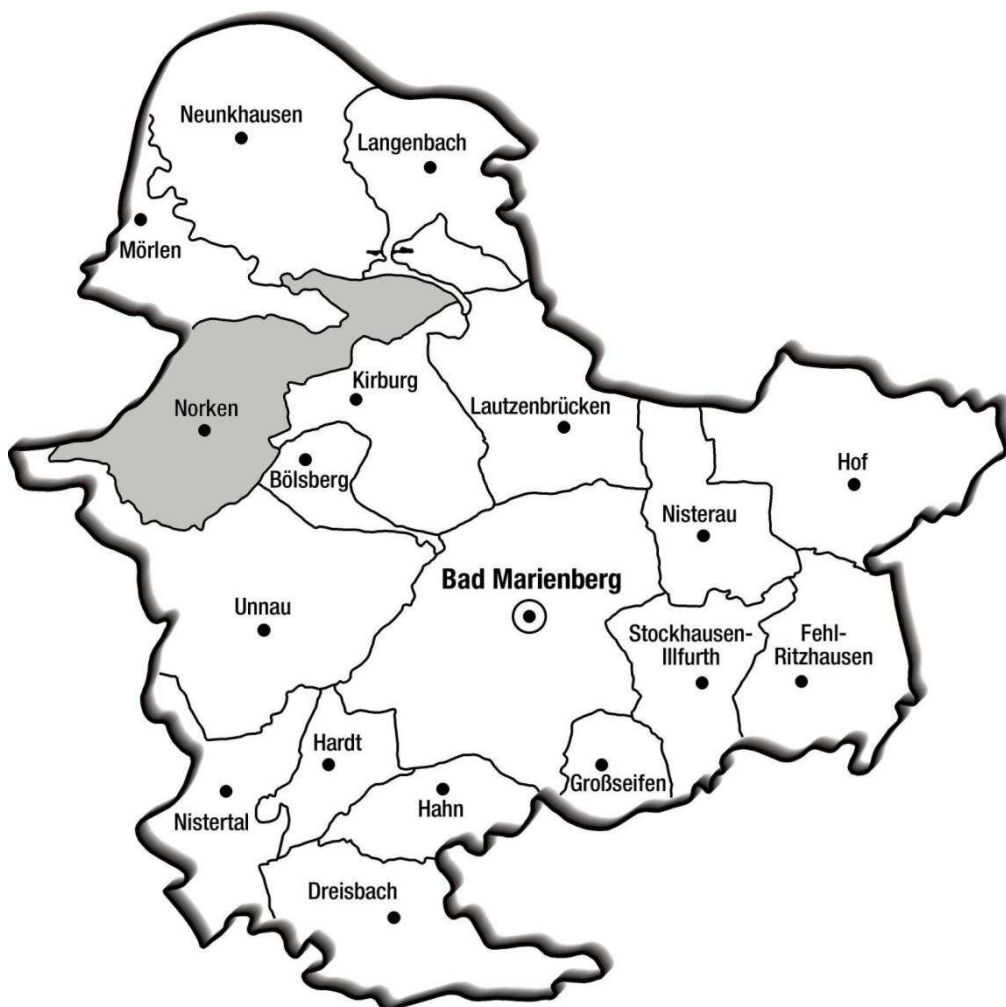 Neunkhausen
Langenbach
Mörlen
Kirburg
Norken
Lautzenbrücken
Hof
Bölsberg
Nisterau
Bad Marienberg
Unnau
Stockhausen-
Illfurth
Fehl-
Ritzhausen
Hardt
Großseifen
Nistertal
Hahn
Dreisbach